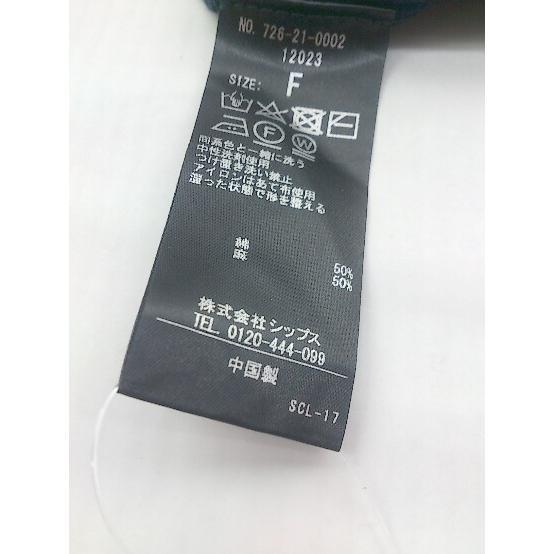 NO. 726-21-0002
12023
SIZE: F
同系色と一緒に洗う
中性洗剤使用
つけ置き洗い禁止
アイロンはあて布使用
湿った状態で形を整える
綿 50%
麻 50%
株式会社シップス
TEL 0120-444-099
中国製
SCL-17